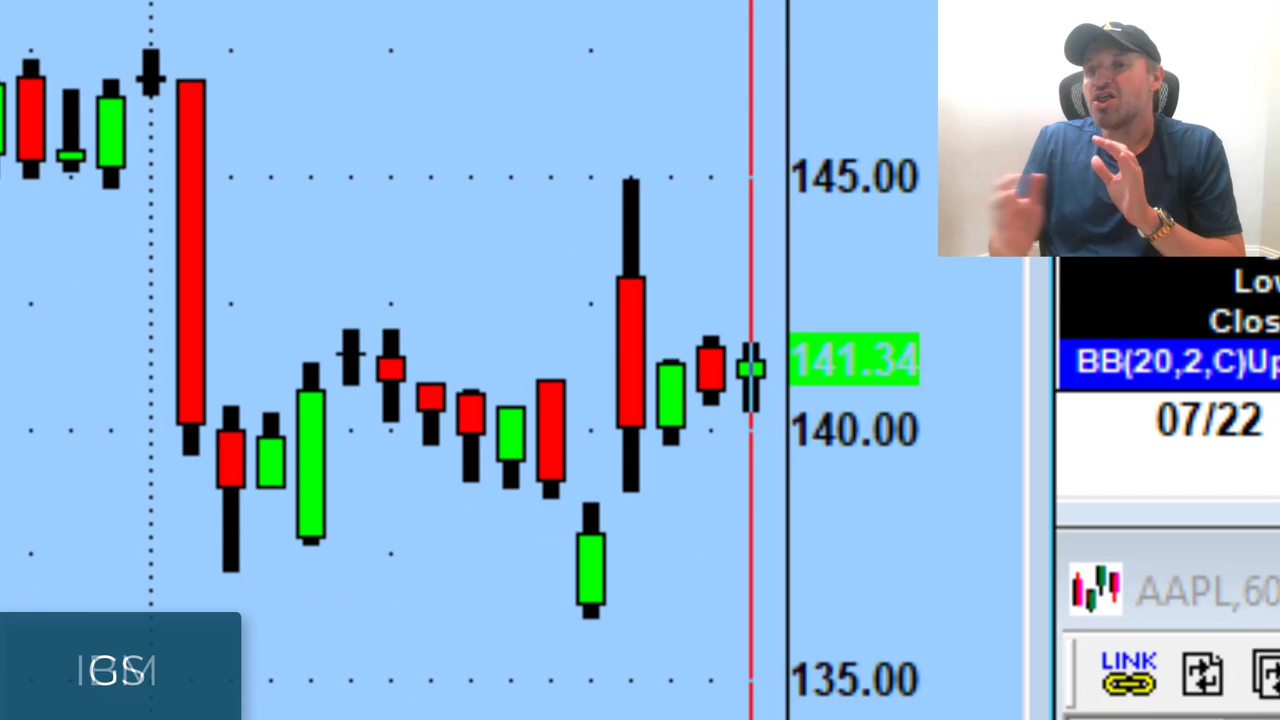 145.00
141.34
140.00
135.00
Low
Clos
BB(20,2,C)Up
07/22
AAPL,60
LINK